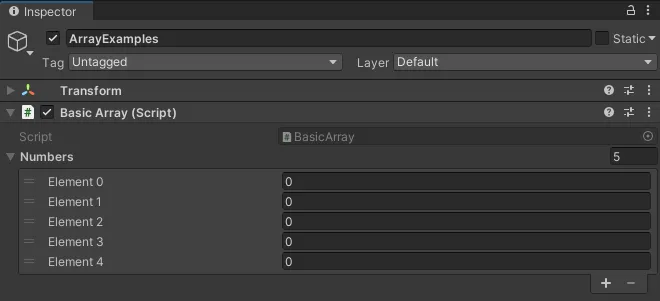 Inspector
ArrayExamples Static
Tag Untagged Layer Default
Transform
# Basic Array (Script)
Script # BasicArray
Numbers 5
Element 0 0
Element 1 0
Element 2 0
Element 3 0
Element 4 0
+ −